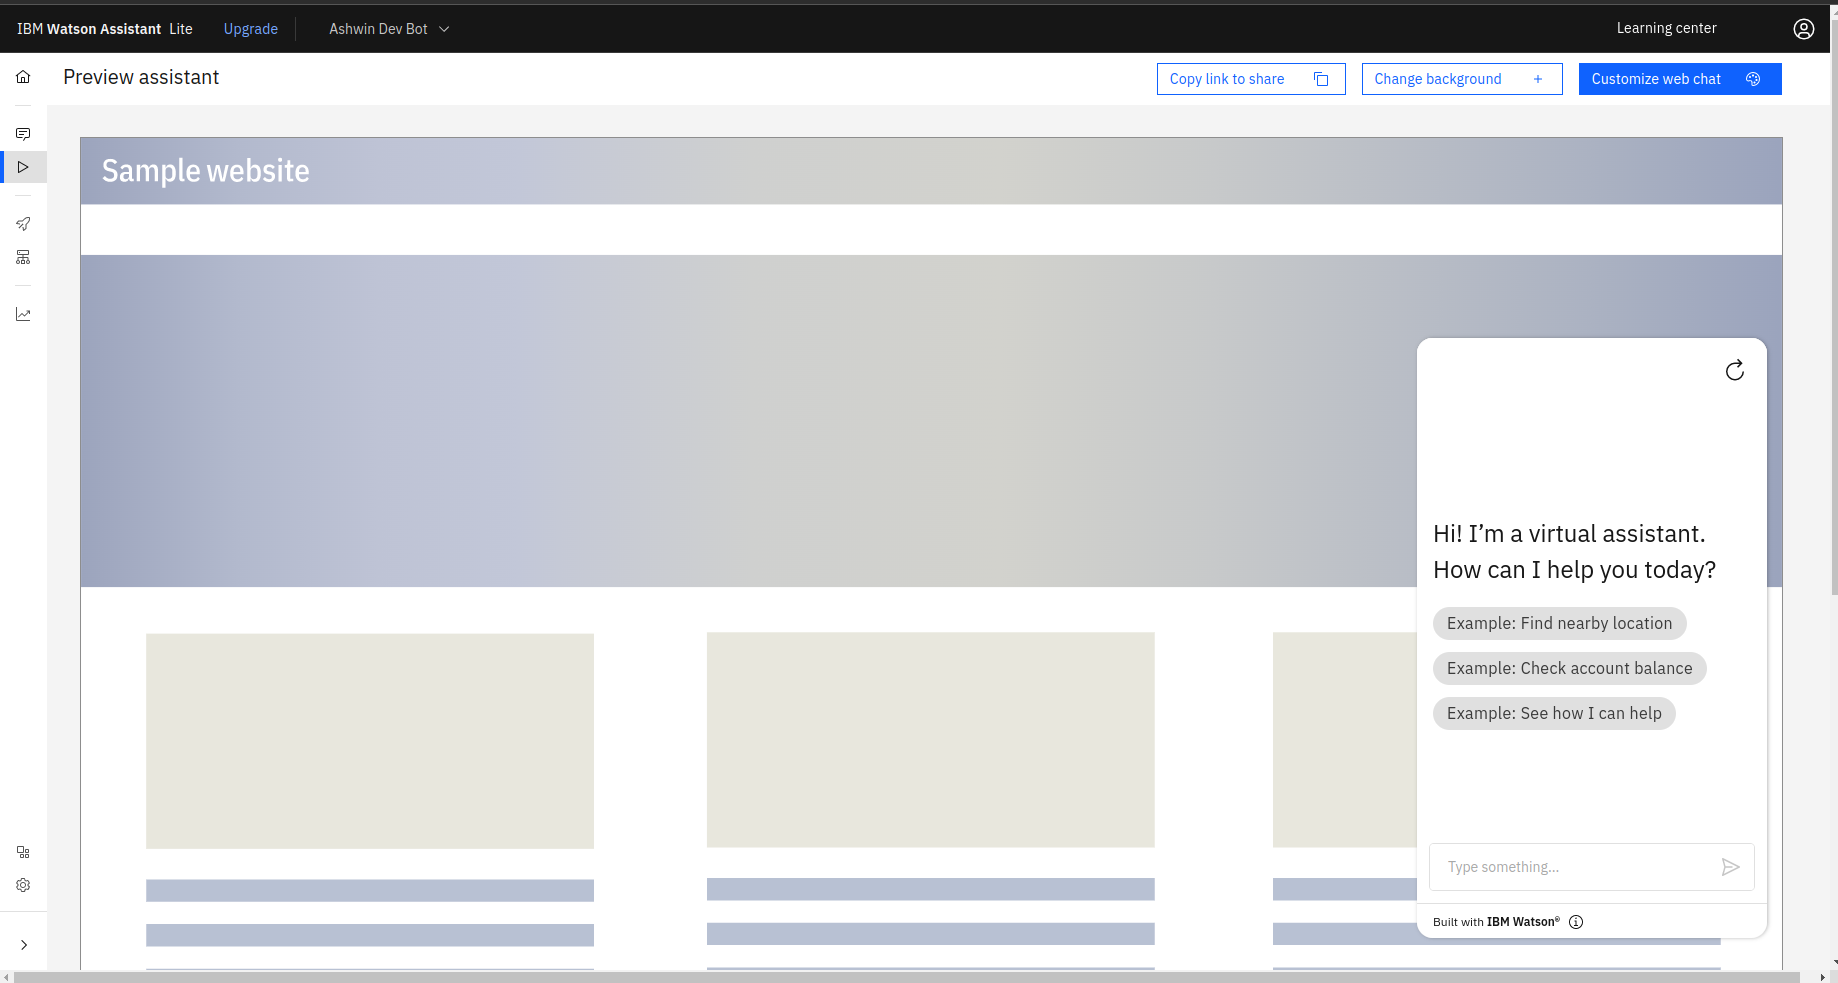 IBM Watson Assistant Lite Upgrade Ashwin Dev Bot Learning center
Preview assistant Copy link to share Change background + Customize web chat
Sample website
Hi! I'm a virtual assistant.
How can I help you today?
Example: Find nearby location
Example: Check account balance
Example: See how I can help
Type something...
Built with IBM Watson®